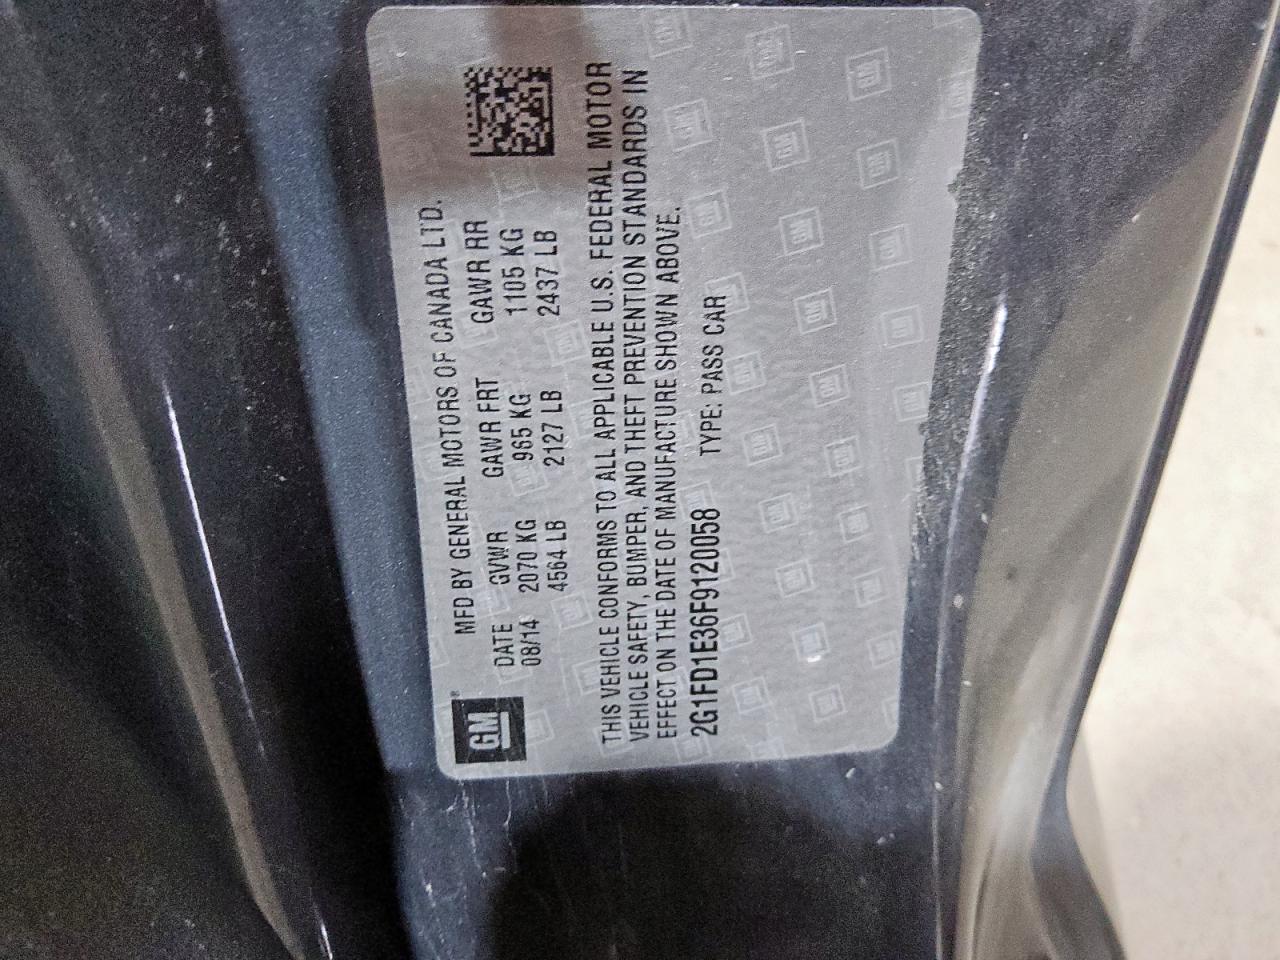 MFD BY GENERAL MOTORS OF CANADA LTD.
DATE GVWR GAWR FRT GAWR RR
08/14 2070 KG 965 KG 1105 KG
4564 LB 2127 LB 2437 LB
GM
THIS VEHICLE CONFORMS TO ALL APPLICABLE U.S. FEDERAL MOTOR
VEHICLE SAFETY, BUMPER, AND THEFT PREVENTION STANDARDS IN
EFFECT ON THE DATE OF MANUFACTURE SHOWN ABOVE.
2G1FD1E36F9120058 TYPE: PASS CAR